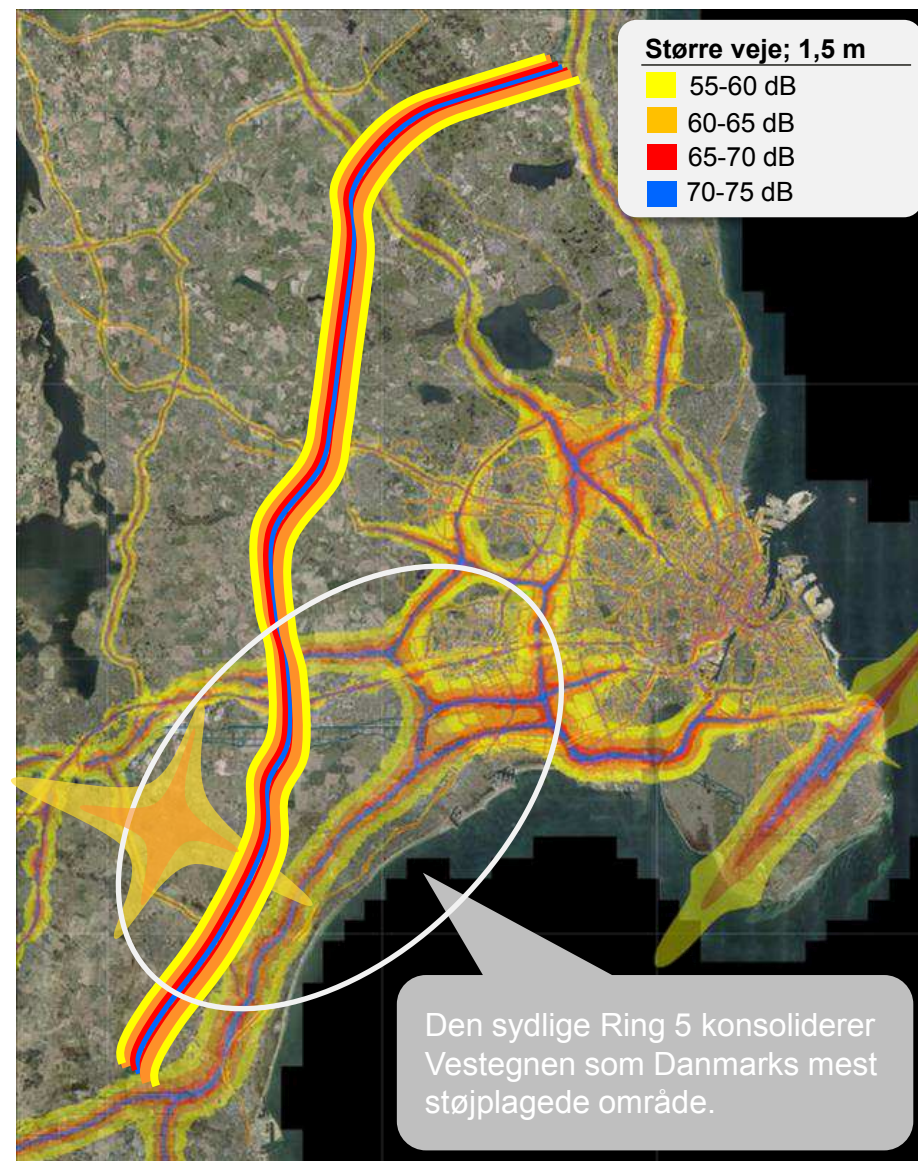 Større veje; 1,5 m
55-60 dB
60-65 dB
65-70 dB
70-75 dB
Den sydlige Ring 5 konsoliderer
Vestegnen som Danmarks mest
støjplagede område.